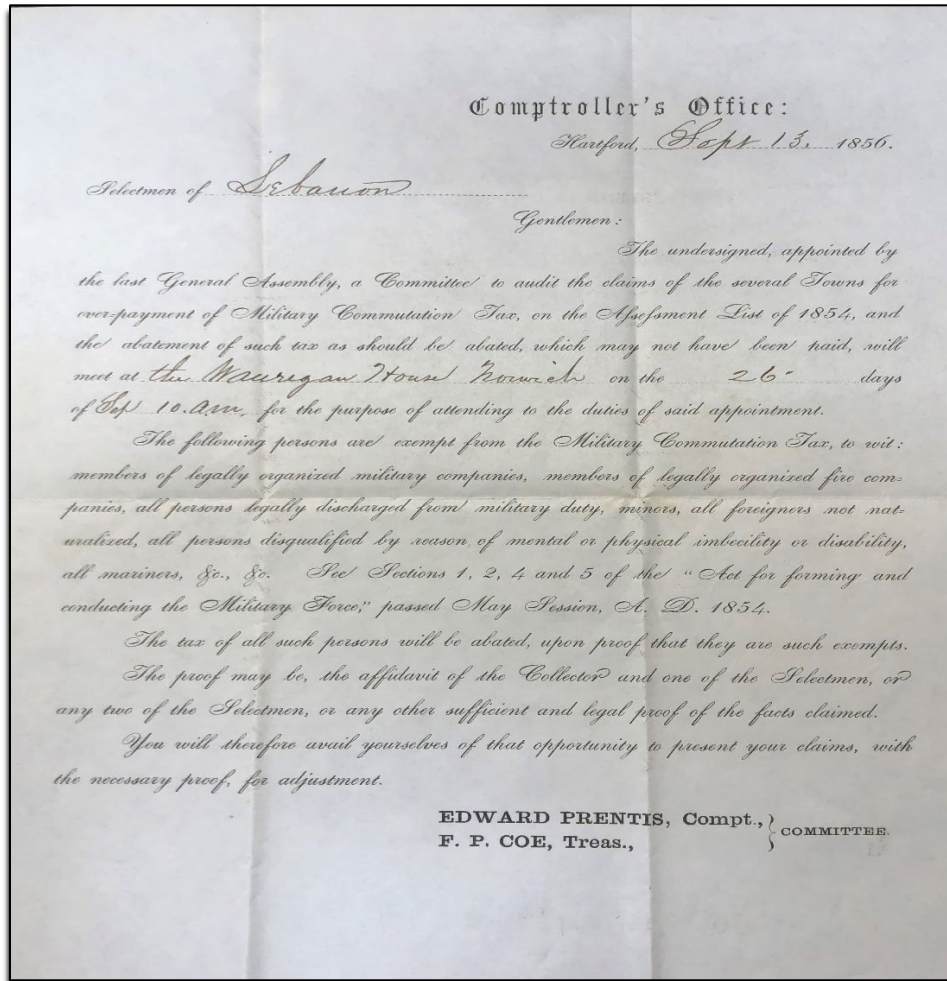 Comptroller's Office:
Hartford, Sept 13. 1856.
Selectmen of Lebanon
Gentlemen:
The undersigned, appointed by
the last General Assembly, a Committee to audit the claims of the several Towns for
over-payment of Military Commutation Tax, on the Aſseſsment List of 1854, and
the abatement of such tax as should be abated, which may not have been paid, will
meet at the Wauregan House Norwich on the 26 days
of Sep 10. am, for the purpose of attending to the duties of said appointment.
The following persons are exempt from the Military Commutation Tax, to wit:
members of legally organized military companies, members of legally organized fire com-
panies, all persons legally discharged from military duty, minors, all foreigners not nat-
uralized, all persons disqualified by reason of mental or physical imbecility or disability,
all mariners, &c., &c. See Sections 1, 2, 4 and 5 of the "Act for forming and
conducting the Military Force," passed May Session, A. D. 1854.
The tax of all such persons will be abated, upon proof that they are such exempts.
The proof may be, the affidavit of the Collector and one of the Selectmen, or
any two of the Selectmen, or any other sufficient and legal proof of the facts claimed.
You will therefore avail yourselves of that opportunity to present your claims, with
the necessary proof, for adjustment.
EDWARD PRENTIS, Compt.,
F. P. COE, Treas.,
} COMMITTEE.